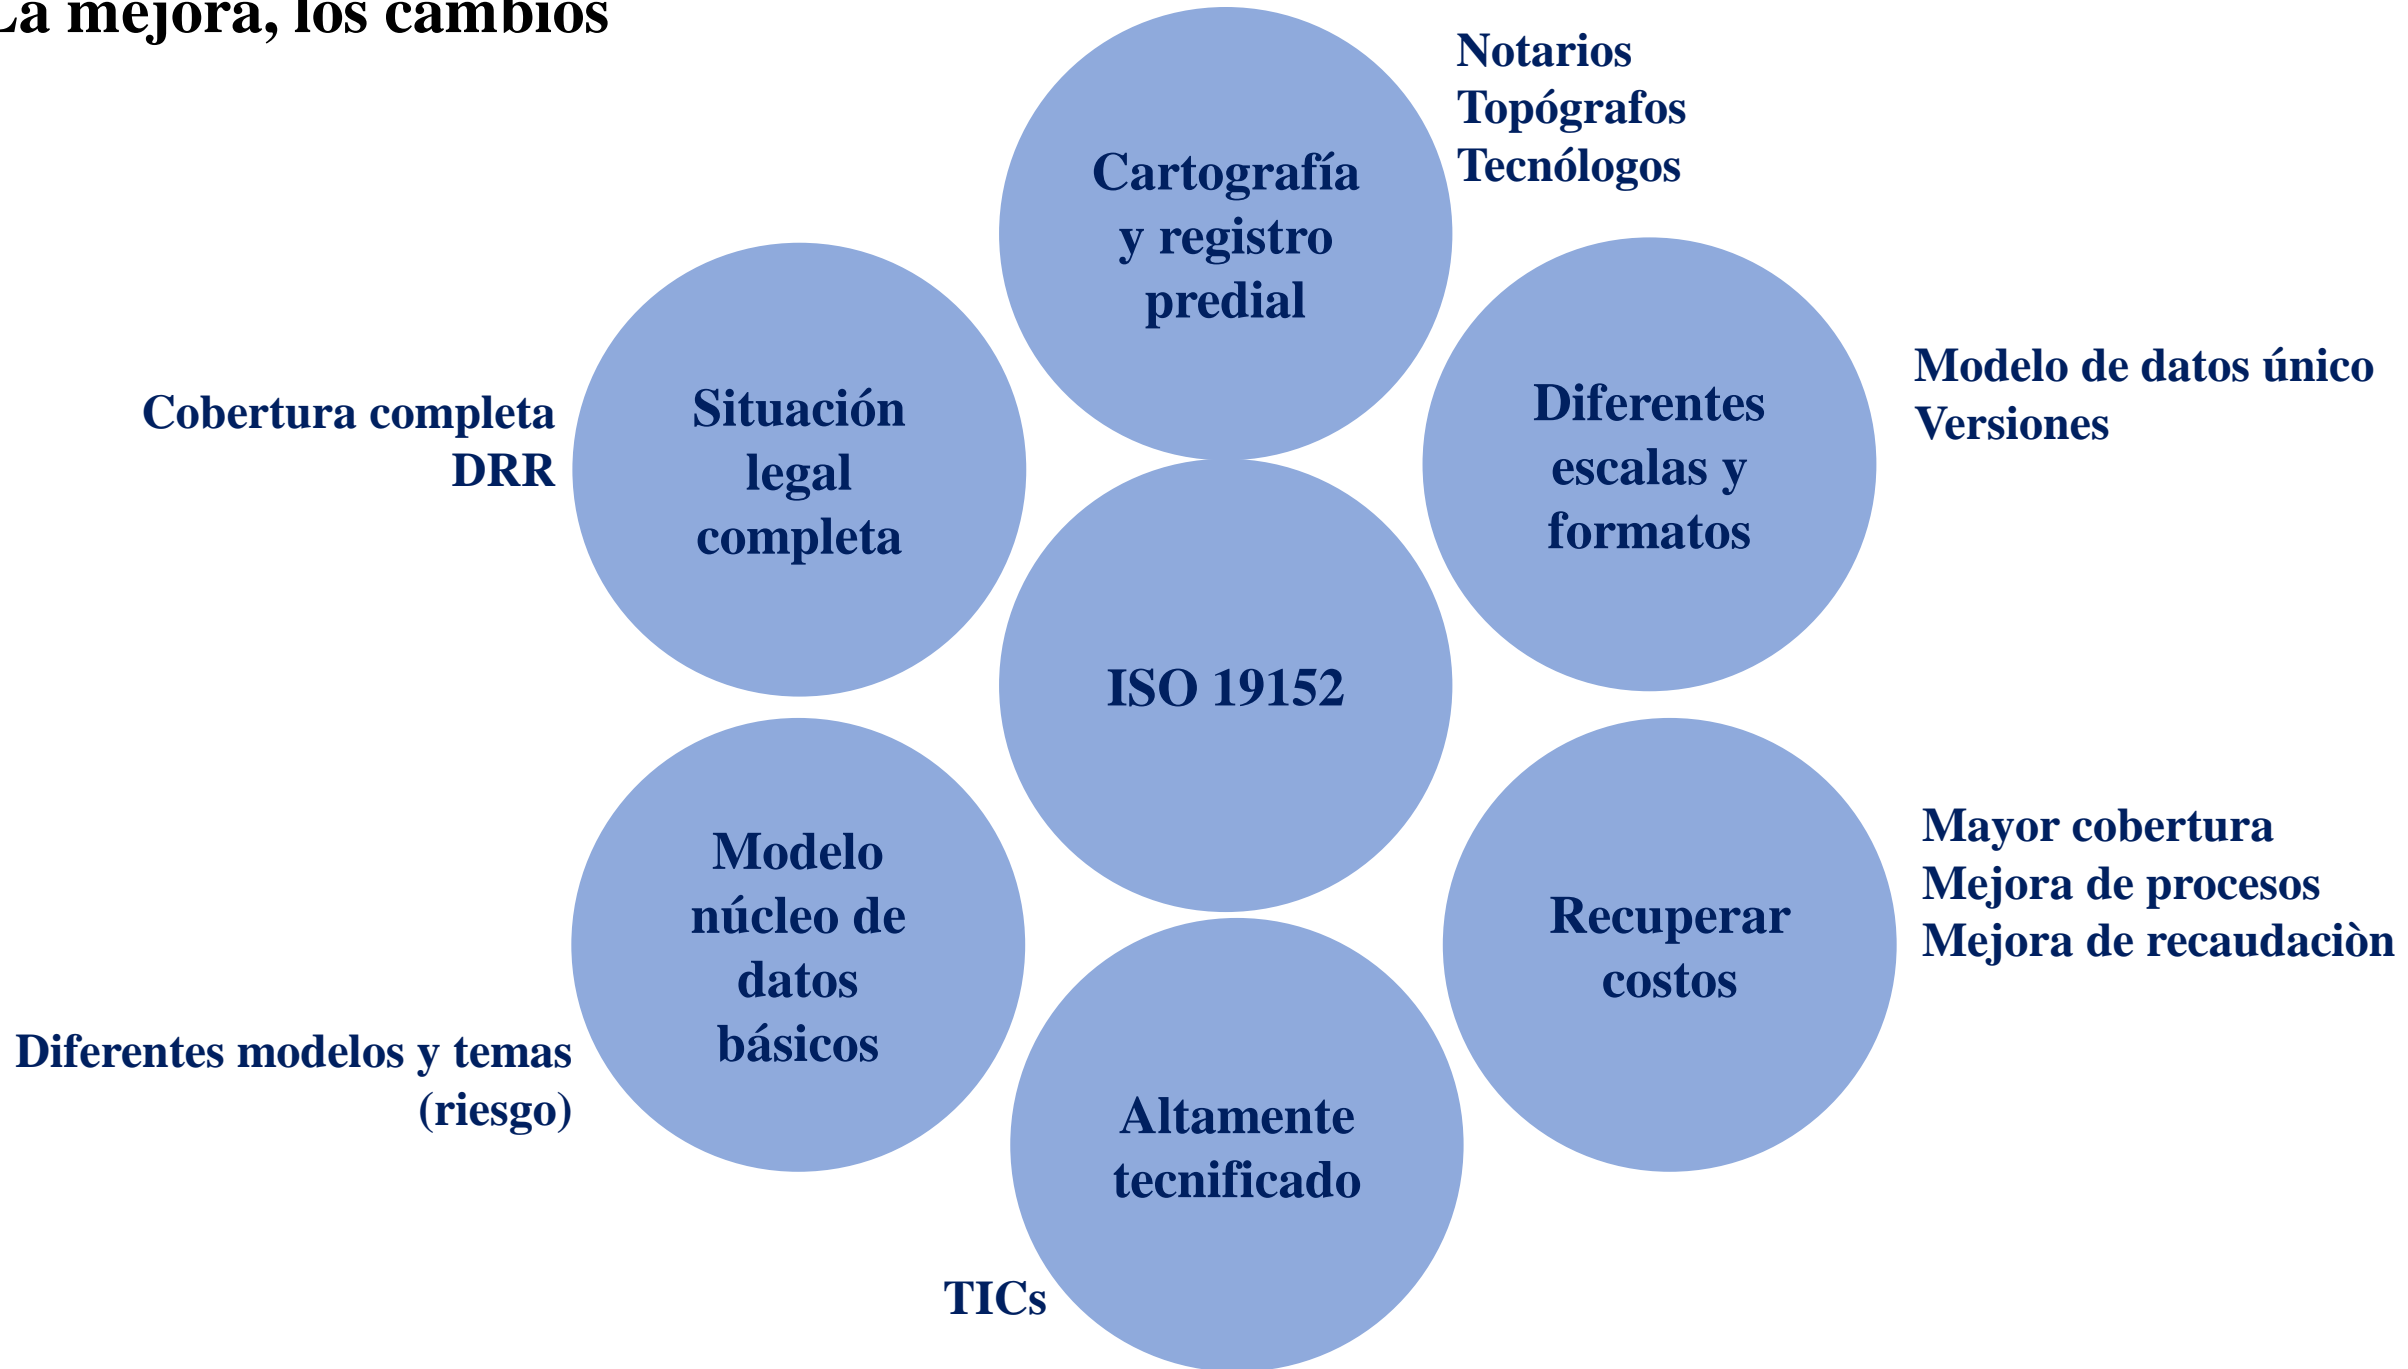 La mejora, los cambios
Notarios
Topógrafos
Tecnólogos
Cartografía
y registro
predial
Cobertura completa
DRR
Situación
legal
completa
Diferentes
escalas y
formatos
Modelo de datos único
Versiones
ISO 19152
Modelo
núcleo de
datos
básicos
Diferentes modelos y temas
(riesgo)
Recuperar
costos
Mayor cobertura
Mejora de procesos
Mejora de recaudaciòn
Altamente
tecnificado
TICs